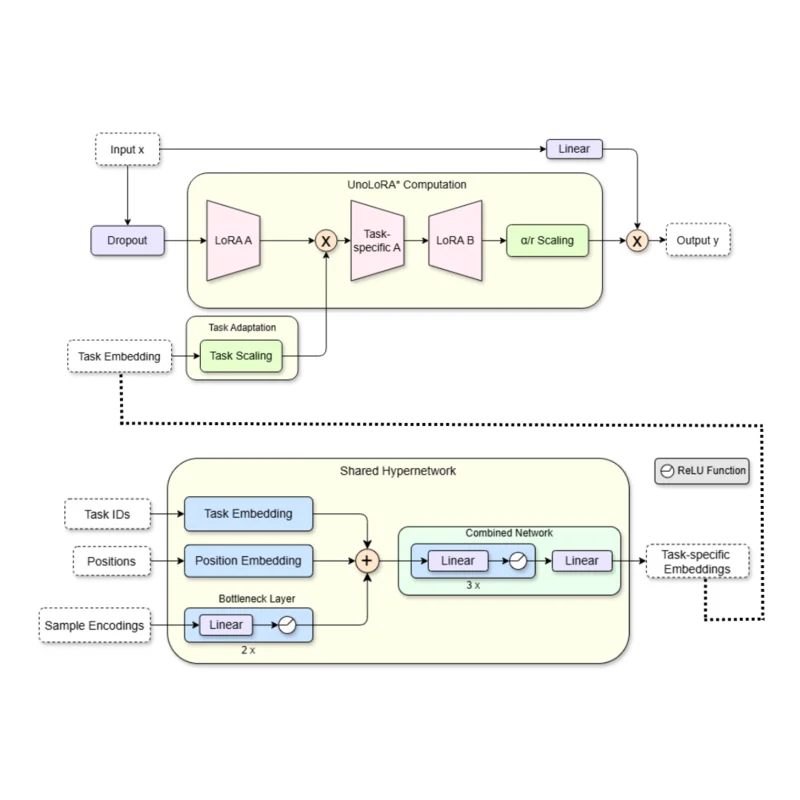 Input x
Linear
UnoLoRA* Computation
Dropout
LoRA A
X
Task-
specific A
LoRA B
α/r Scaling
X
Output y
Task Adaptation
Task Embedding
Task Scaling
Shared Hypernetwork
ReLU Function
Task IDs
Task Embedding
Combined Network
Positions
Position Embedding
+
Linear
Linear
Task-specific
Embeddings
3 x
Bottleneck Layer
Sample Encodings
Linear
2 x